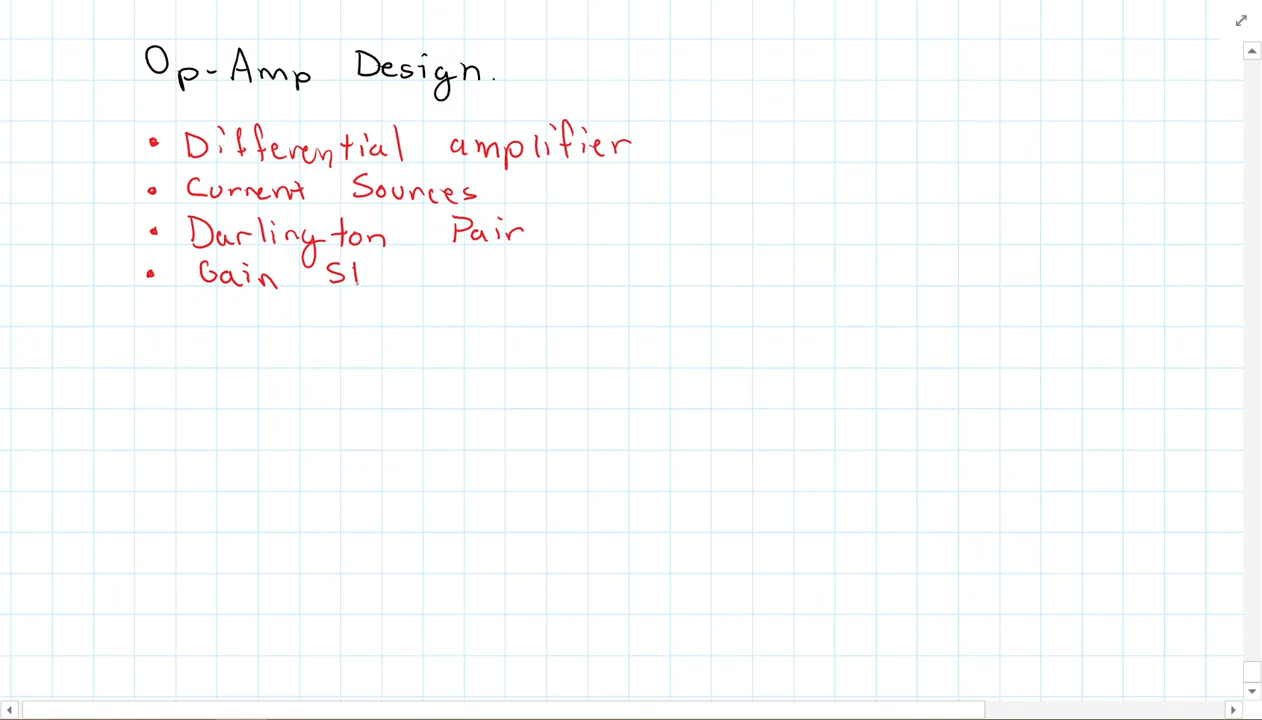 Op-Amp Design.
• Differential amplifier
• Current Sources
• Darlington Pair
• Gain